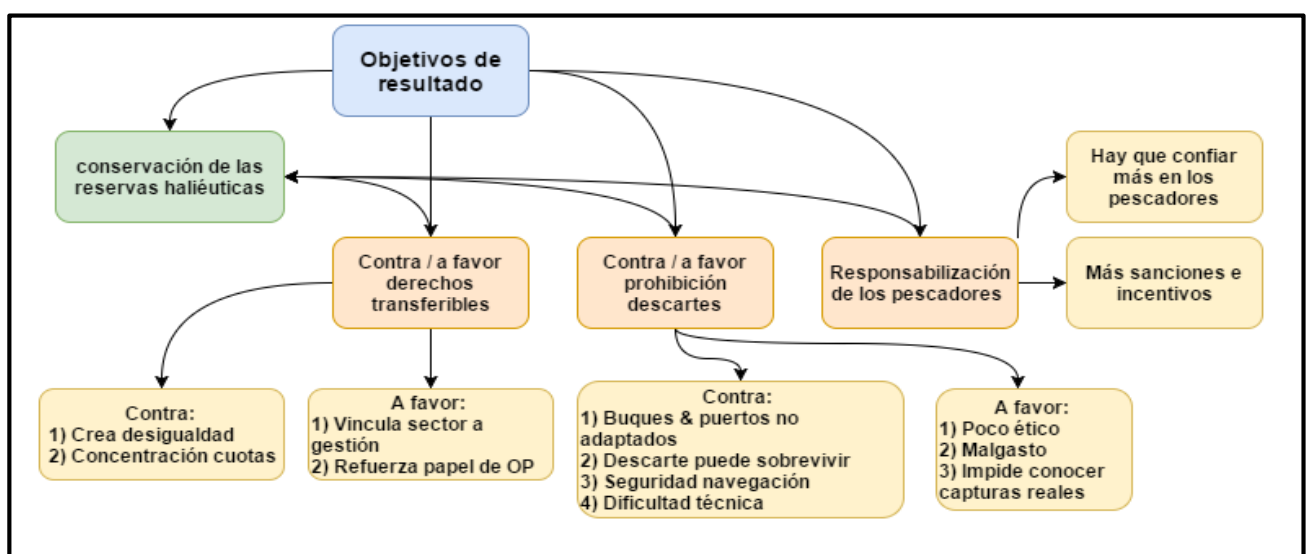 Objetivos de
resultado
conservación de las
reservas haliéuticas
Hay que confiar
más en los
pescadores
Contra / a favor
derechos
transferibles
Contra / a favor
prohibición
descartes
Responsabilización
de los pescadores
Más sanciones e
incentivos
Contra:
1) Crea desigualdad
2) Concentración cuotas
A favor:
1) Vincula sector a
gestión
2) Refuerza papel de OP
Contra:
1) Buques & puertos no
adaptados
2) Descarte puede sobrevivir
3) Seguridad navegación
4) Dificultad técnica
A favor:
1) Poco ético
2) Malgasto
3) Impide conocer
capturas reales